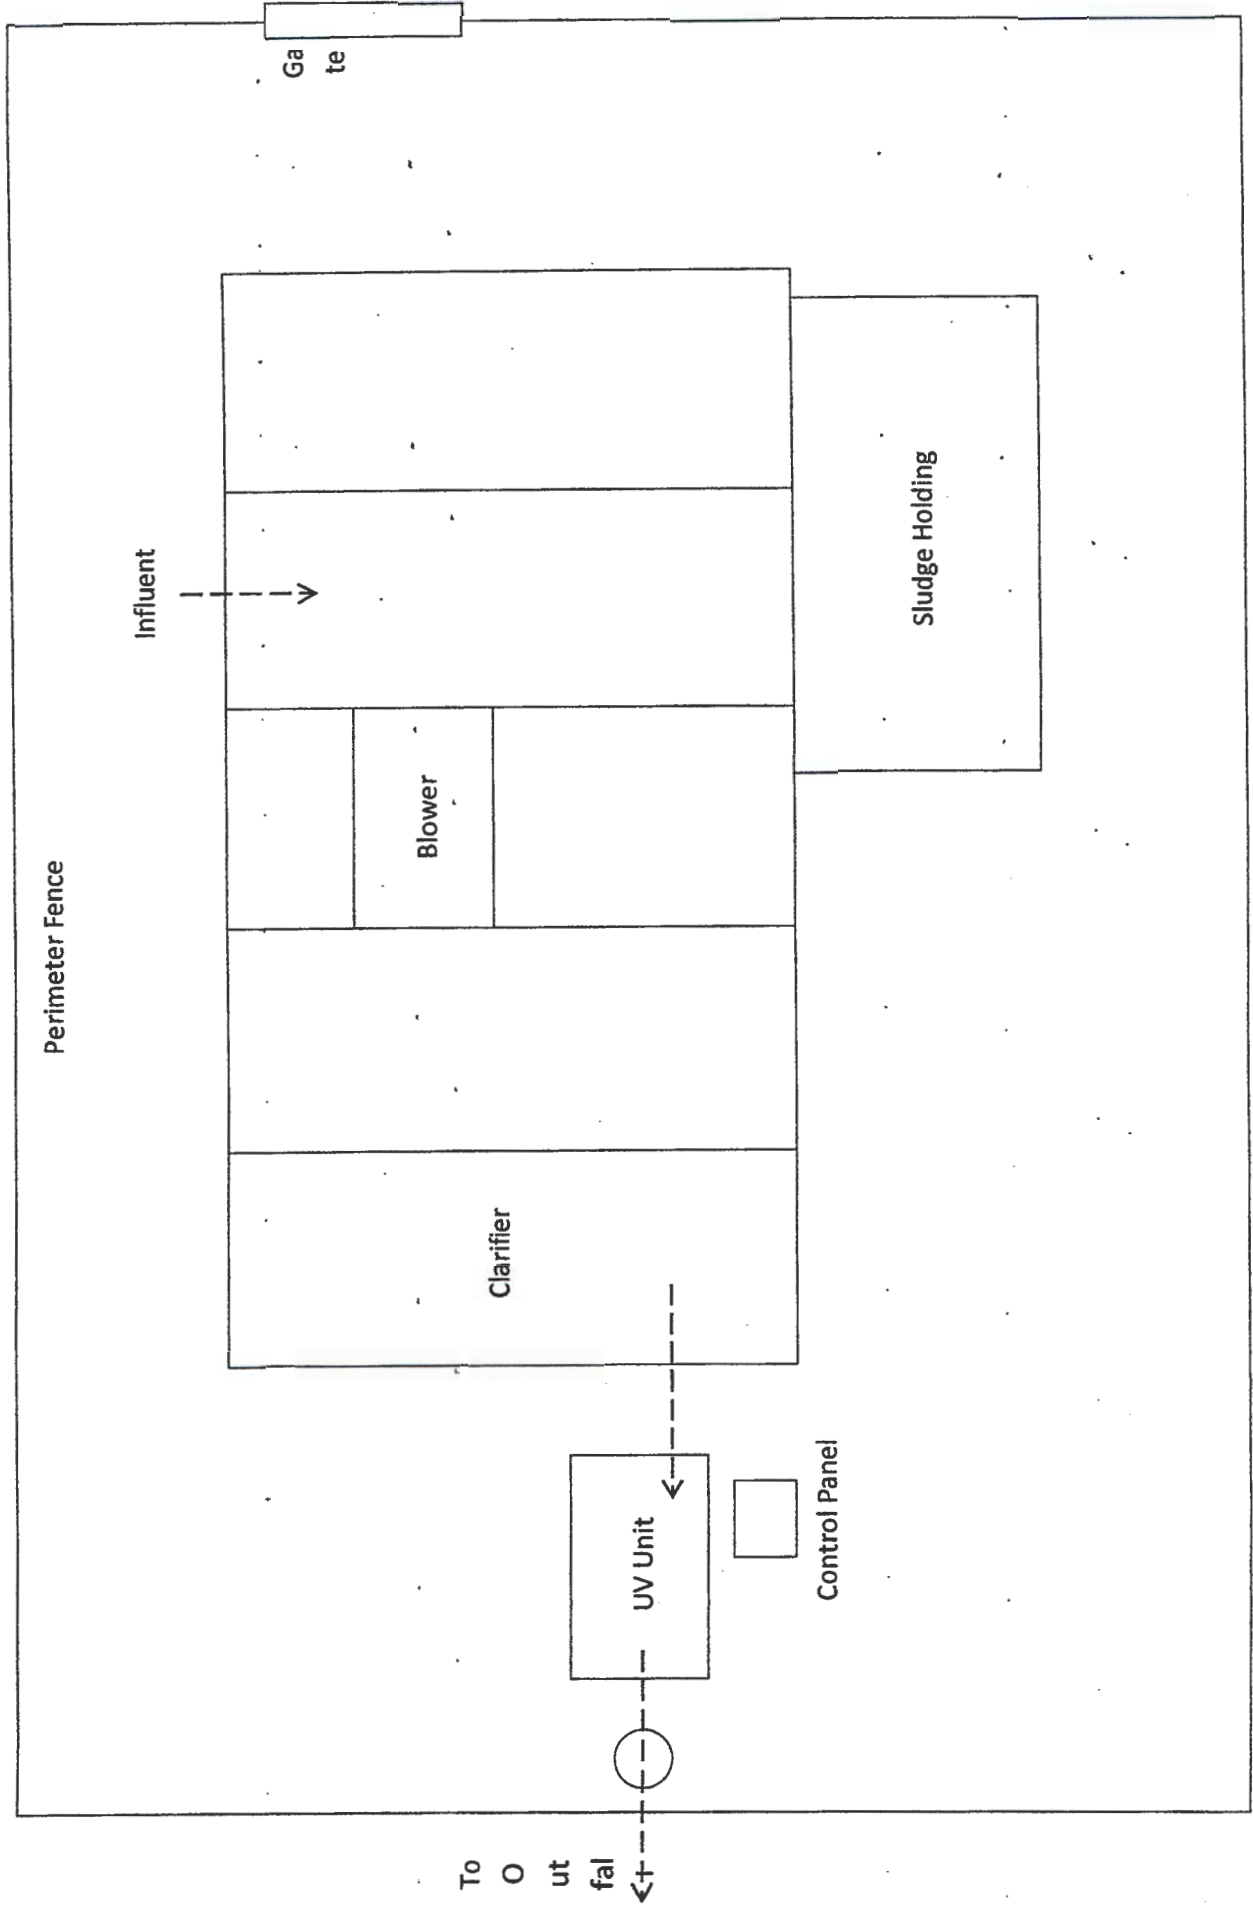 Perimeter Fence
Influent
Ga
te
Blower
Clarifier
To
O
ut
fal
UV Unit
Control Panel
Sludge Holding